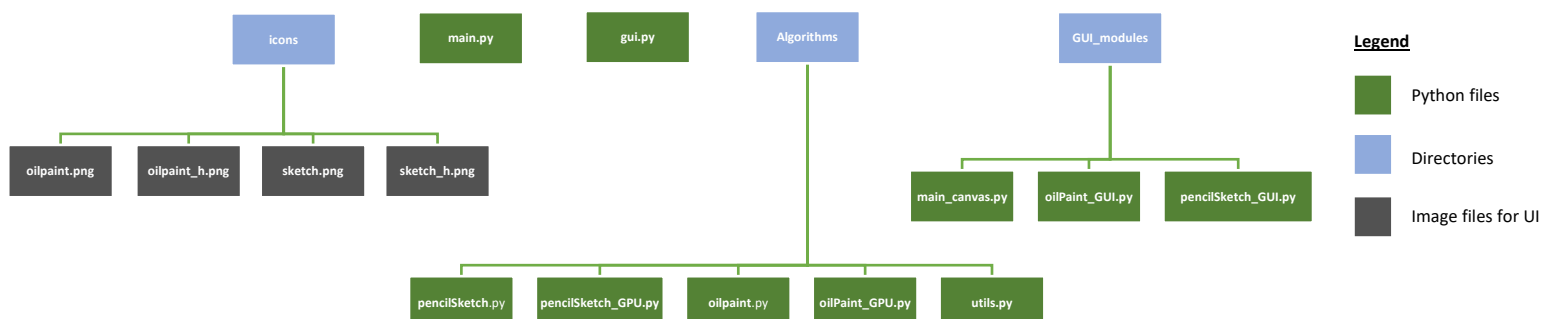 icons
main.py
gui.py
Algorithms
GUI_modules
Legend
Python files
Directories
Image files for UI
oilpaint.png
oilpaint_h.png
sketch.png
sketch_h.png
main_canvas.py
oilPaint_GUI.py
pencilSketch_GUI.py
pencilSketch.py
pencilSketch_GPU.py
oilpaint.py
oilPaint_GPU.py
utils.py